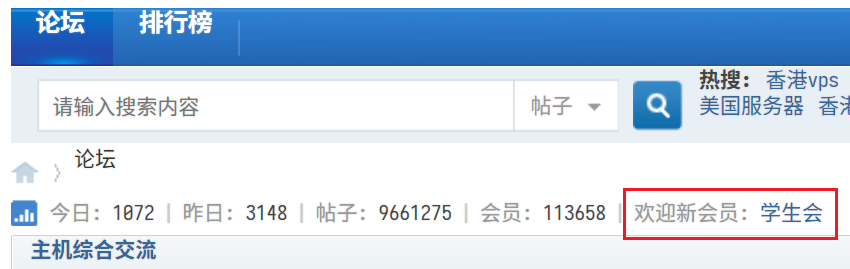 论坛 排行榜
请输入搜索内容 帖子 热搜: 香港vps
美国服务器 香
论坛
今日: 1072 | 昨日: 3148 | 帖子: 9661275 | 会员: 113658 | 欢迎新会员: 学生会
主机综合交流